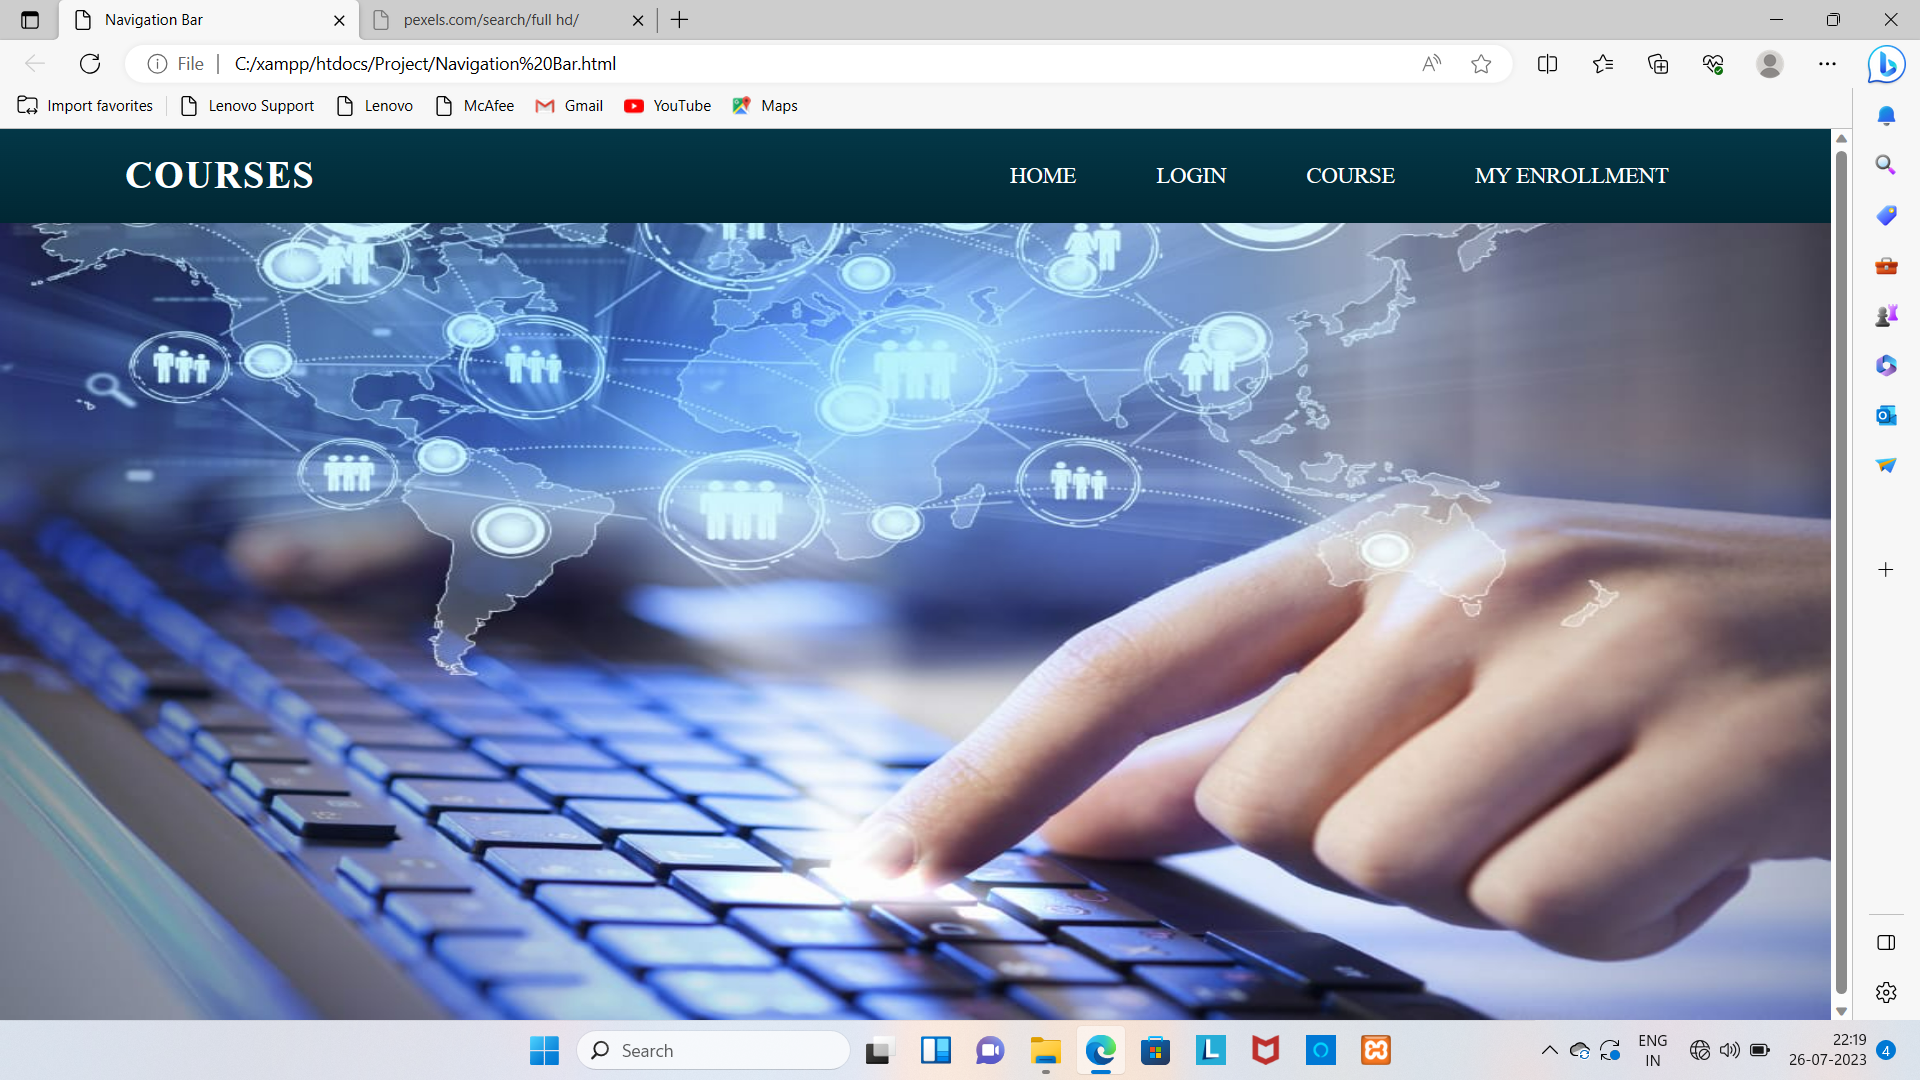 Navigation Bar
pexels.com/search/full hd/
File
C:/xampp/htdocs/Project/Navigation%20Bar.html
Import favorites
Lenovo Support
Lenovo
McAfee
Gmail
YouTube
Maps
COURSES
HOME
LOGIN
COURSE
MY ENROLLMENT
Search
ENG
IN
22:19
26-07-2023
4